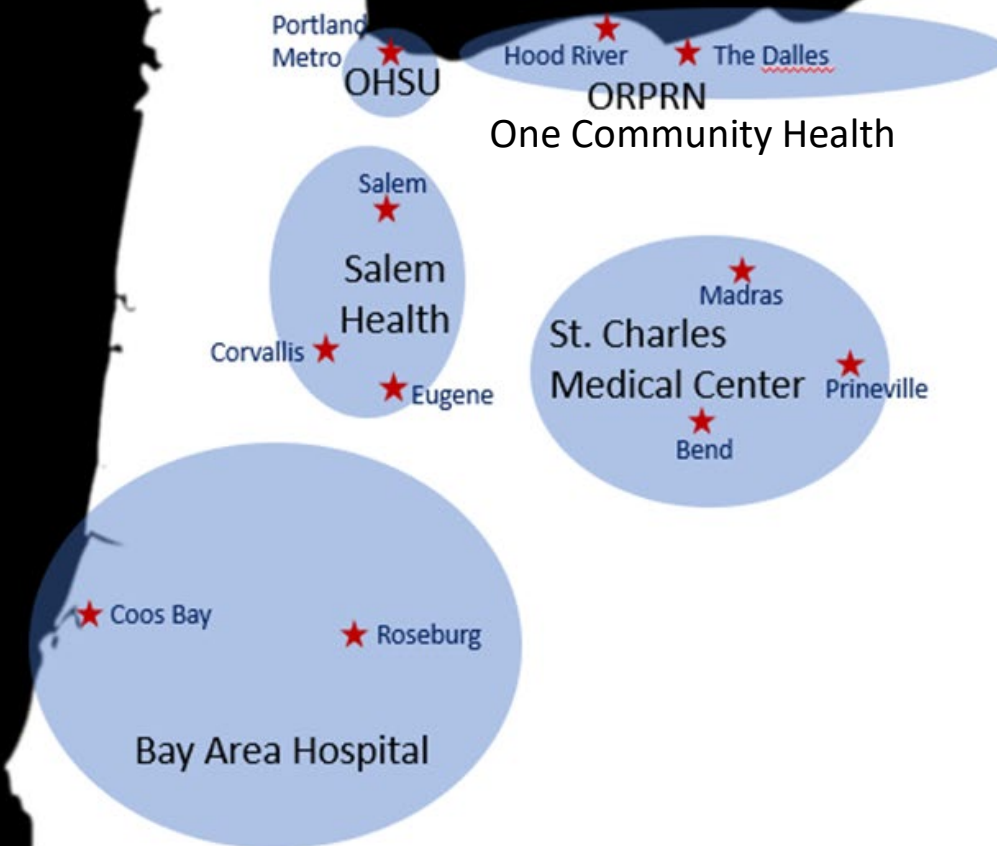 Portland
Metro
OHSU
Hood River
The Dalles
ORPRN
One Community Health
Salem
Salem
Health
Corvallis
Eugene
Madras
St. Charles
Medical Center
Prineville
Bend
Coos Bay
Roseburg
Bay Area Hospital